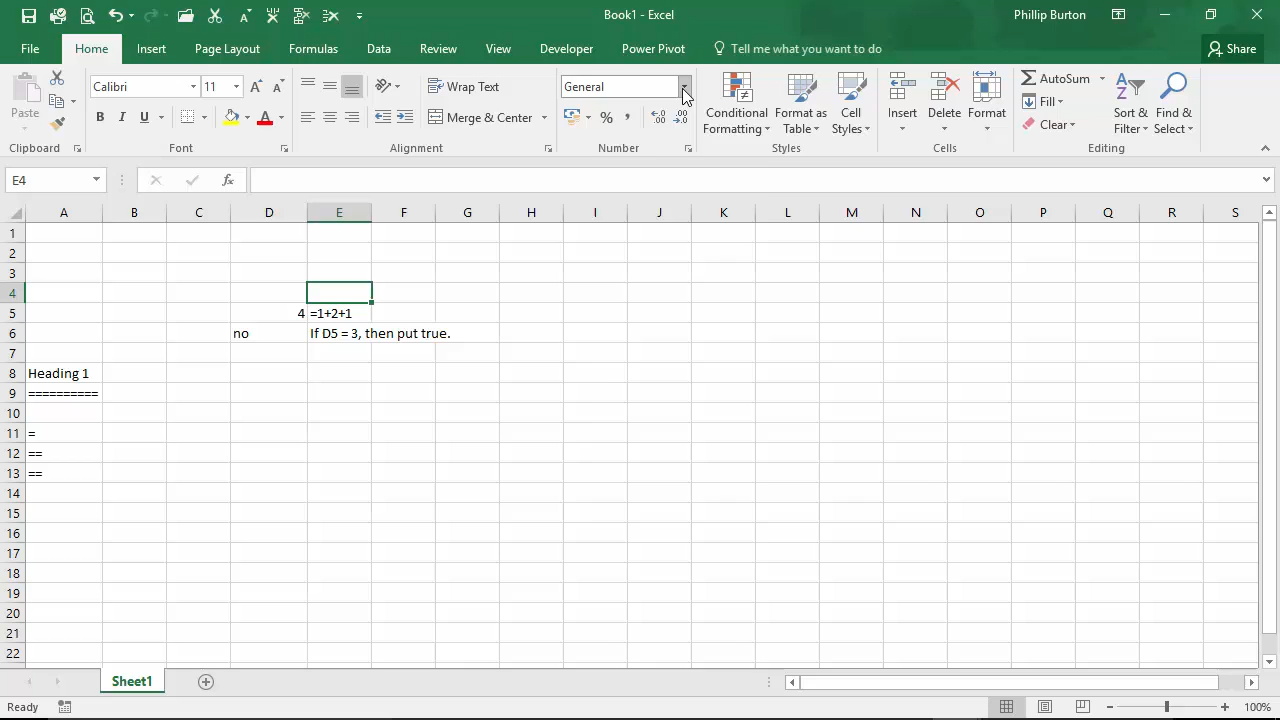 Book1 - Excel
Phillip Burton
File Home Insert Page Layout Formulas Data Review View Developer Power Pivot Tell me what you want to do Share
Calibri 11 Wrap Text General AutoSum
Paste Conditional Formatting Format as Table Cell Styles Insert Delete Format Fill Sort & Filter Find & Select
B I U A Merge & Center % , Clear
Clipboard Font Alignment Number Styles Cells Editing
E4 fx
A B C D E F G H I J K L M N O P Q R S
1
2
3
4
5 4 =1+2+1
6 no If D5 = 3, then put true.
7
8 Heading 1
9 ==========
10
11 =
12 ==
13 ==
14
15
16
17
18
19
20
21
22
Sheet1
Ready 100%